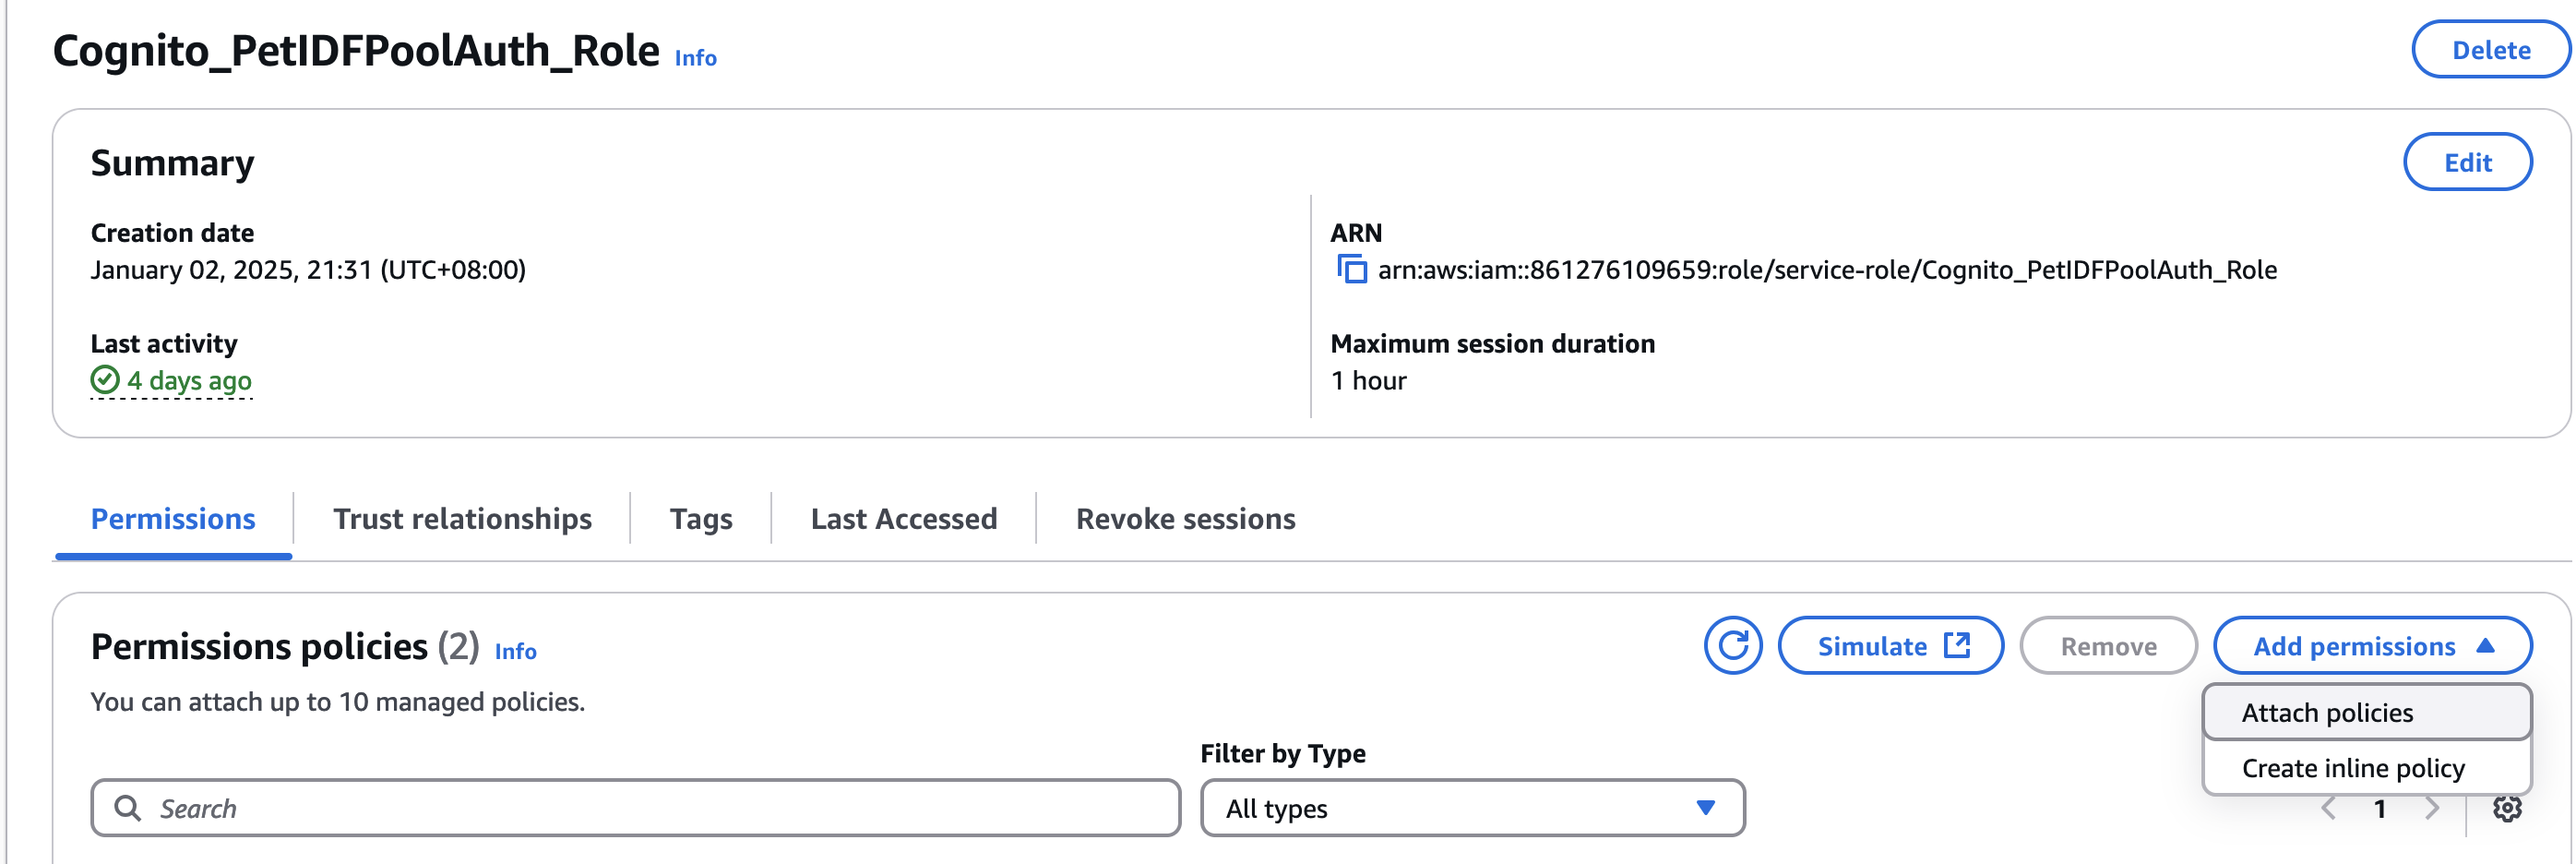 Cognito_PetIDFPoolAuth_Role Info
Delete
Summary
Edit
Creation date
January 02, 2025, 21:31 (UTC+08:00)
ARN
arn:aws:iam::861276109659:role/service-role/Cognito_PetIDFPoolAuth_Role
Last activity
4 days ago
Maximum session duration
1 hour
Permissions
Trust relationships
Tags
Last Accessed
Revoke sessions
Permissions policies (2) Info
Simulate
Remove
Add permissions
You can attach up to 10 managed policies.
Attach policies
Create inline policy
Filter by Type
Search
All types
1